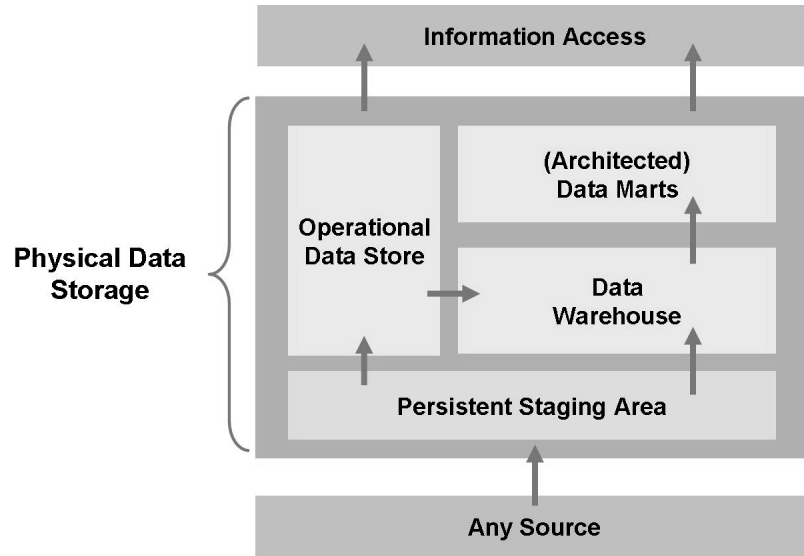 Information Access
(Architected)
Data Marts
Operational
Data Store
Physical Data
Storage
Data
Warehouse
Persistent Staging Area
Any Source